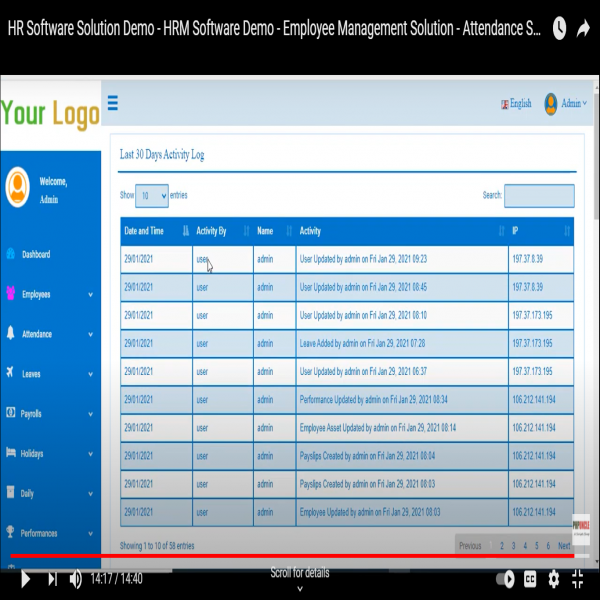 HR Software Solution Demo - HRM Software Demo - Employee Management Solution - Attendance S...
Your Logo
English
Admin
Welcome,
Admin
Dashboard
Employees
Attendance
Leaves
Payrolls
Holidays
Daily
Performances
Last 30 Days Activity Log
Show 10 entries Search:
Date and Time Activity By Name Activity IP
29/01/2021 user admin User Updated by admin on Fri Jan 29, 2021 09:23 197.37.8.39
29/01/2021 user admin User Updated by admin on Fri Jan 29, 2021 08:45 197.37.8.39
29/01/2021 user admin User Updated by admin on Fri Jan 29, 2021 08:10 197.37.173.195
29/01/2021 user admin Leave Added by admin on Fri Jan 29, 2021 07:28 197.37.173.195
29/01/2021 user admin User Updated by admin on Fri Jan 29, 2021 06:37 197.37.173.195
29/01/2021 user admin Performance Updated by admin on Fri Jan 29, 2021 08:34 106.212.141.194
29/01/2021 user admin Employee Asset Updated by admin on Fri Jan 29, 2021 08:14 106.212.141.194
29/01/2021 user admin Payslips Created by admin on Fri Jan 29, 2021 08:04 106.212.141.194
29/01/2021 user admin Payslips Created by admin on Fri Jan 29, 2021 08:03 106.212.141.194
29/01/2021 user admin Employee Updated by admin on Fri Jan 29, 2021 08:03 106.212.141.194
Showing 1 to 10 of 58 entries
Previous 2 3 4 5 6 Next
PHPUNCLE
14:17 / 14:40
Scroll for details
CC